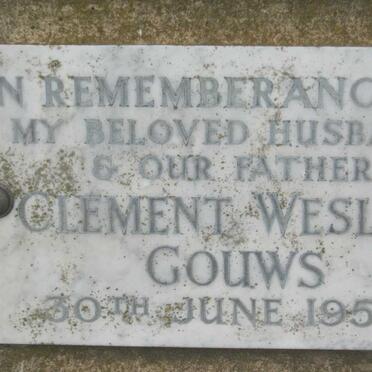 N REMEMBERANC
MY BELOVED HUSBA
& OUR FATHER
CLEMENT WESL
GOUWS
30TH JUNE 195